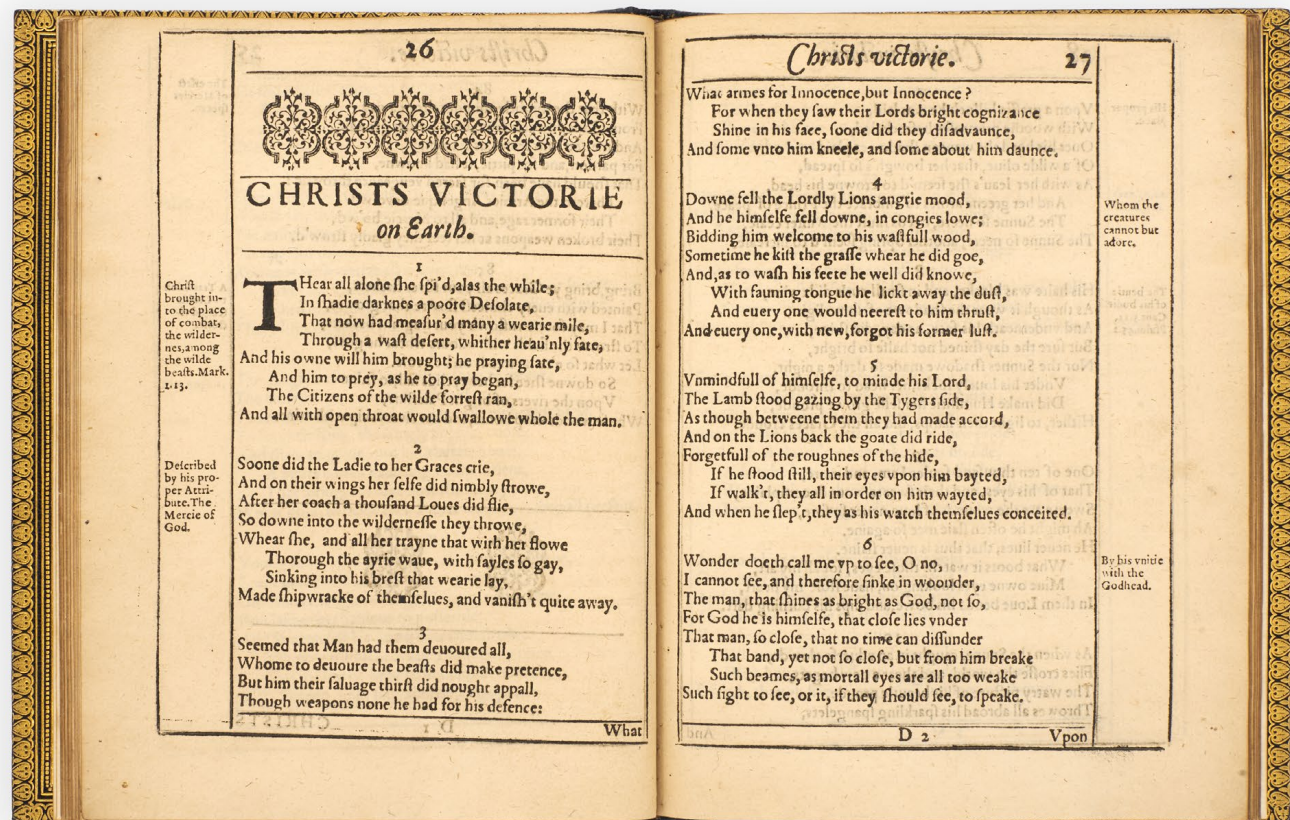 26
CHRISTS VICTORIE
on Earth.
1
THear all alone ſhe ſpi'd,alas the while;
In ſhadie darknes a poore Deſolate,
That now had meaſur'd many a wearie mile,
Through a waſt deſert, whither heau'nly fate,
And his owne will him brought; he praying ſate,
And him to prey, as he to pray began,
The Citizens of the wilde forreſt ran,
And all with open throat would ſwallowe whole the man.
Chriſt
brought in-
to the place
of combat,
the wilder-
nes,among
the wilde
beaſts.Mark.
1.13.
2
Soone did the Ladie to her Graces crie,
And on their wings her ſelfe did nimbly ſtrowe,
After her coach a thouſand Loues did flie,
So downe into the wilderneſſe they throwe,
Whear ſhe, and all her trayne that with her flowe
Thorough the ayrie waue, with ſayles ſo gay,
Sinking into his breſt that wearie lay,
Made ſhipwracke of themſelues, and vaniſh't quite away.
Deſcribed
by his pro-
per Attri-
bute.The
Mercie of
God.
3
Seemed that Man had them deuoured all,
Whome to deuoure the beaſts did make pretence,
But him their ſaluage thirſt did nought appall,
Though weapons none he had for his defence:
What
Chriſts victorie.
27
What armes for Innocence,but Innocence ?
For when they ſaw their Lords bright cognizance
Shine in his face, ſoone did they diſadvaunce,
And ſome vnto him kneele, and ſome about him daunce.
4
Downe fell the Lordly Lions angrie mood,
And he himſelfe fell downe, in congies lowe;
Bidding him welcome to his waſtfull wood,
Sometime he kiſt the graſſe whear he did goe,
And,as to waſh his feete he well did knowe,
With fauning tongue he lickt away the duſt,
And euery one would neereſt to him thruſt,
And euery one,with new,forgot his former luſt.
Whom the
creatures
cannot but
adore.
5
Vnmindfull of himſelfe, to minde his Lord,
The Lamb ſtood gazing by the Tygers ſide,
As though betweene them they had made accord,
And on the Lions back the goate did ride,
Forgetfull of the roughnes of the hide,
If he ſtood ſtill, their eyes vpon him bayted,
If walk't, they all in order on him wayted,
And when he ſlep't,they as his watch themſelues conceited.
6
Wonder doeth call me vp to ſee, O no,
I cannot ſee, and therefore ſinke in woonder,
The man, that ſhines as bright as God, not ſo,
For God he is himſelfe, that cloſe lies vnder
That man, ſo cloſe, that no time can diſſunder
That band, yet not ſo cloſe, but from him breake
Such beames, as mortall eyes are all too weake
Such ſight to ſee, or it, if they ſhould ſee, to ſpeake.
By his vnitie
with the
Godhead.
D 2
Vpon